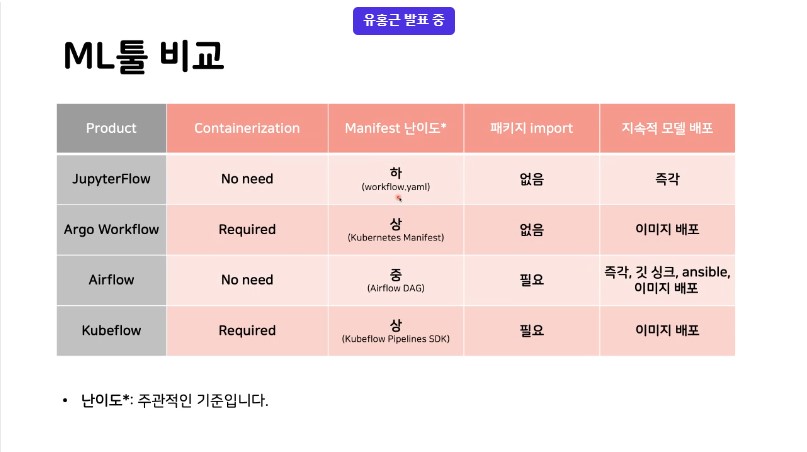 유홍근 발표 중
ML툴 비교
Product Containerization Manifest 난이도* 패키지 import 지속적 모델 배포
JupyterFlow No need 하 없음 즉각
(workflow.yaml)
Argo Workflow Required 상 없음 이미지 배포
(Kubernetes Manifest)
Airflow No need 중 필요 즉각, 깃 싱크, ansible,
(Airflow DAG) 이미지 배포
Kubeflow Required 상 필요 이미지 배포
(Kubeflow Pipelines SDK)
• 난이도*: 주관적인 기준입니다.